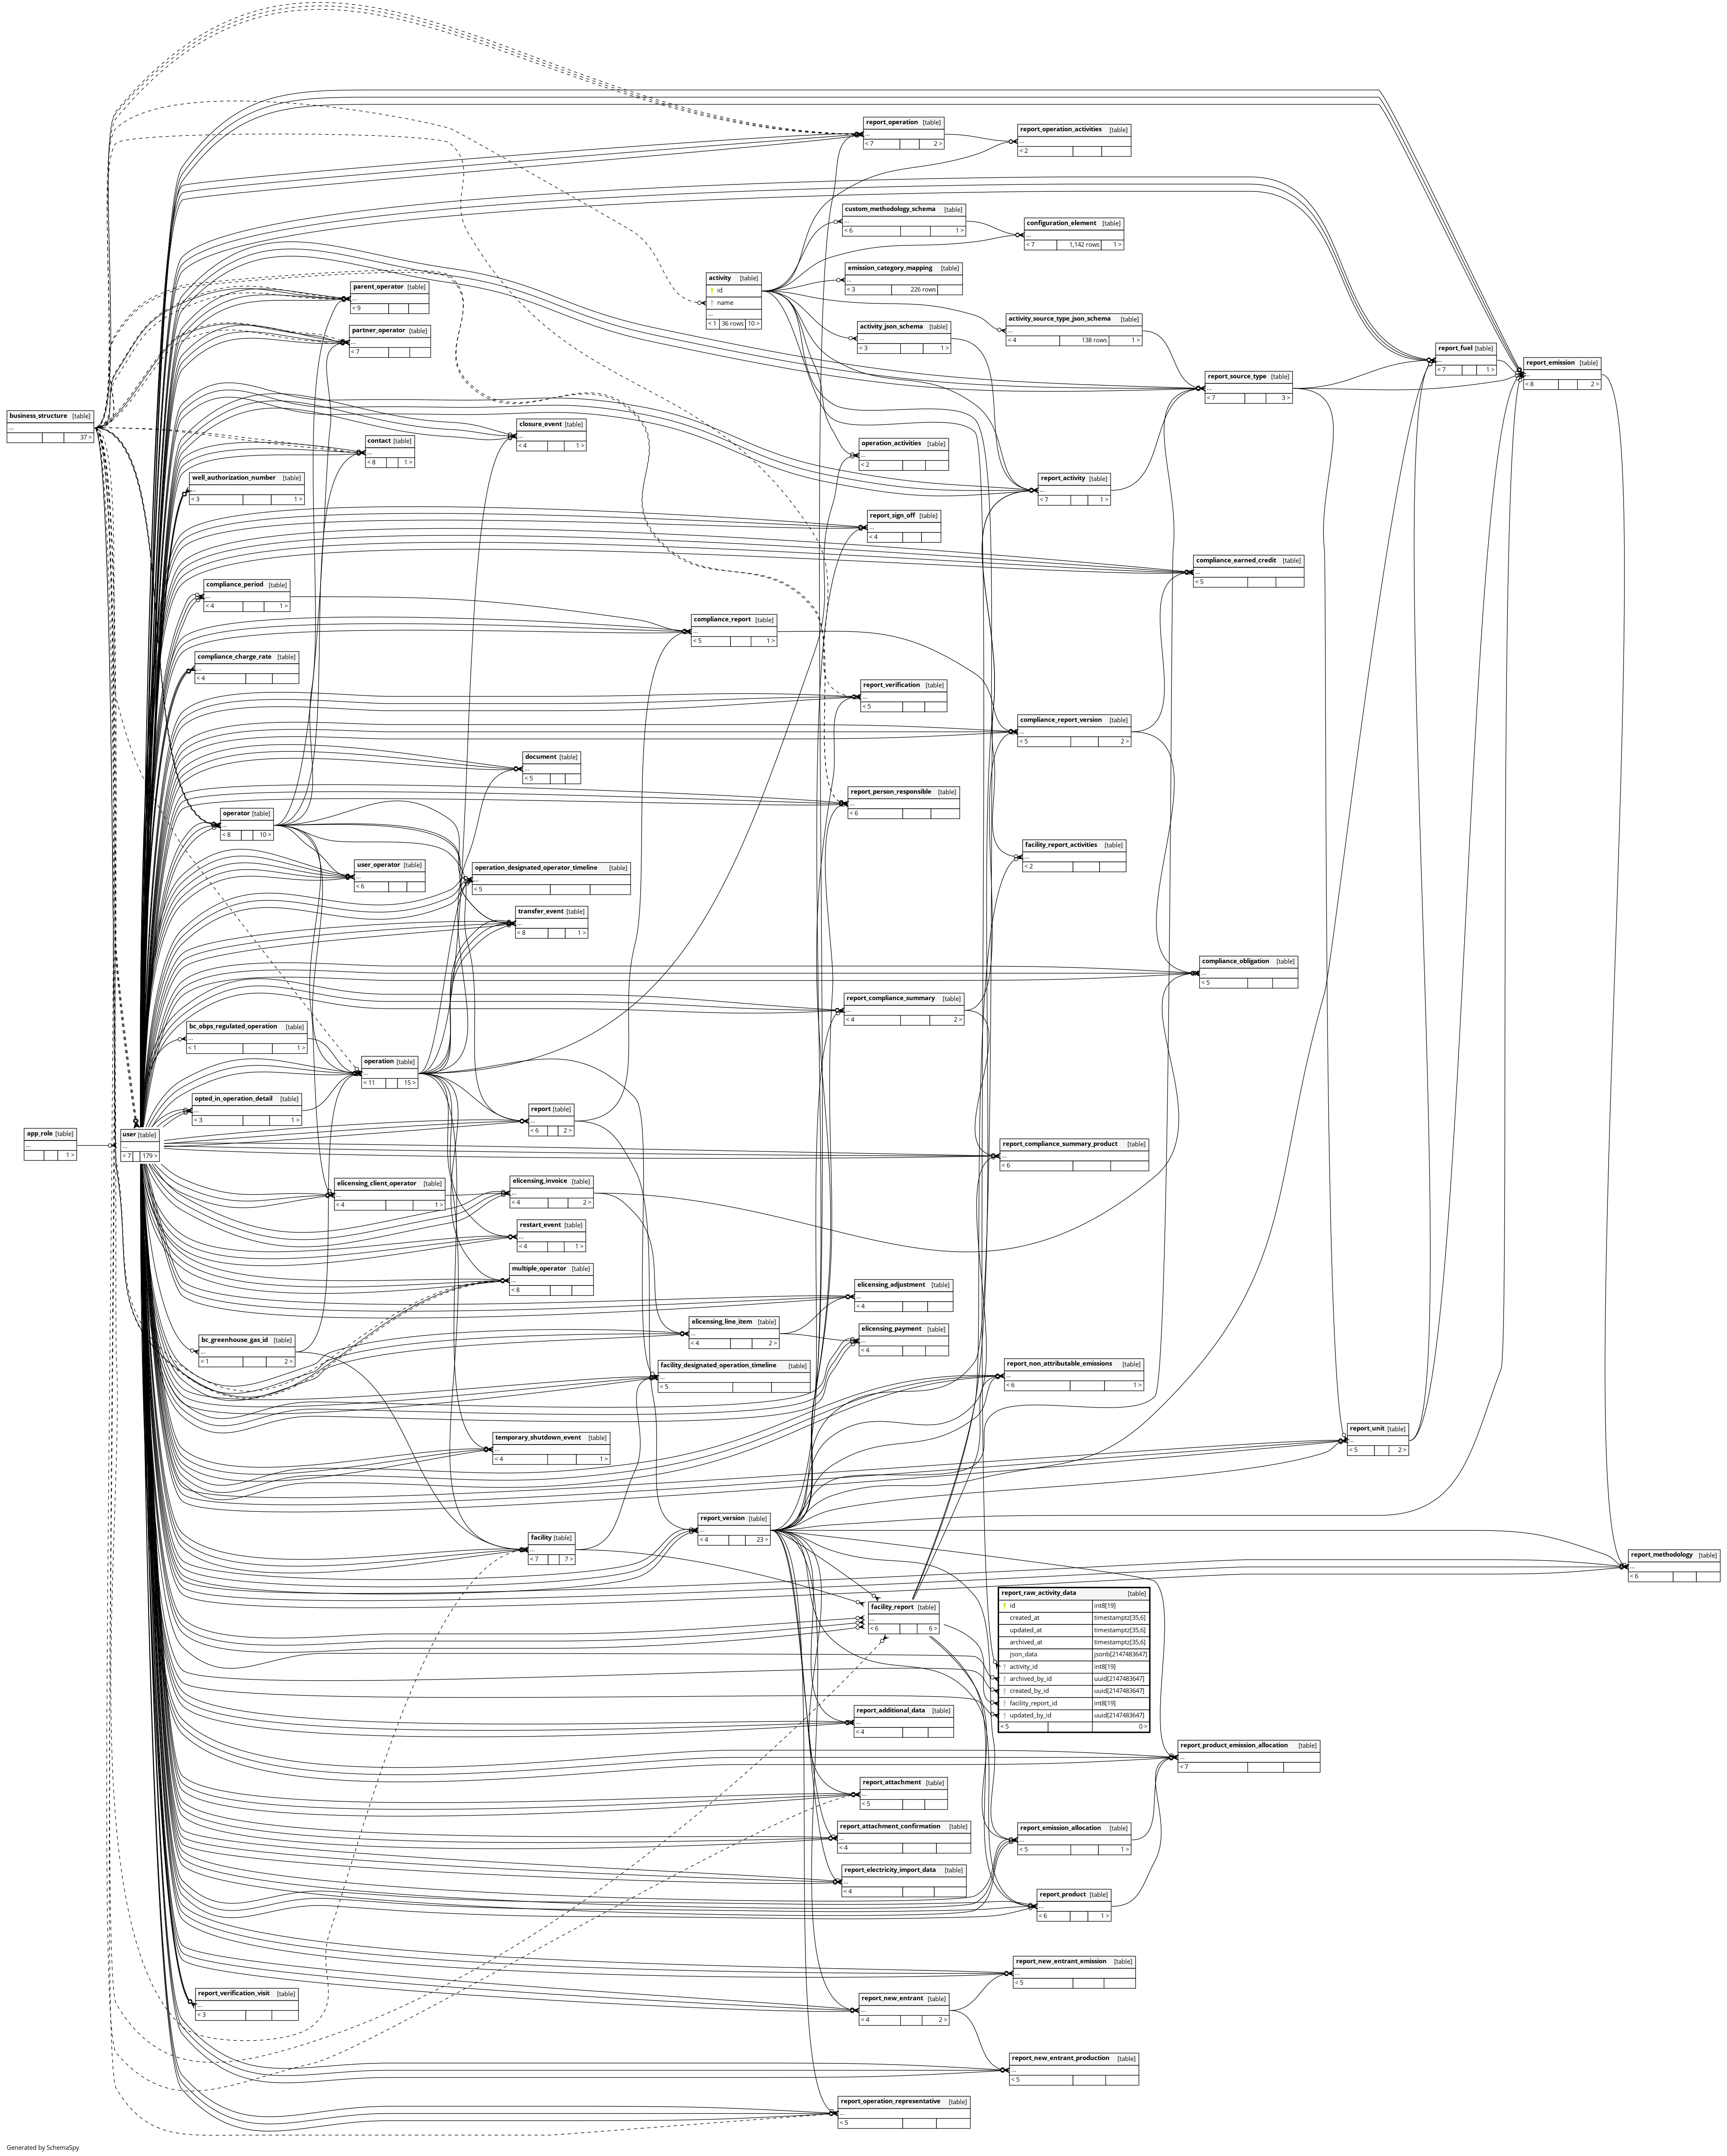 report_operation [table]
...
< 7 2 >
report_operation_activities [table]
...
< 2
custom_methodology_schema [table]
...
< 6 1 >
configuration_element [table]
...
< 7 1,142 rows 1 >
emission_category_mapping [table]
...
< 3 226 rows
activity [table]
id
name
...
< 1 36 rows 10 >
parent_operator [table]
...
< 9
activity_source_type_json_schema [table]
...
< 4 138 rows 1 >
activity_json_schema [table]
...
< 3 1 >
partner_operator [table]
...
< 7
report_fuel [table]
...
< 7 1 >
report_emission [table]
...
< 8 2 >
report_source_type [table]
...
< 7 3 >
business_structure [table]
...
37 >
closure_event [table]
...
< 4 1 >
contact [table]
...
< 8 1 >
operation_activities [table]
...
< 2
well_authorization_number [table]
...
< 3 1 >
report_activity [table]
...
< 7 1 >
report_sign_off [table]
...
< 4
compliance_earned_credit [table]
...
< 5
compliance_period [table]
...
< 4 1 >
compliance_report [table]
...
< 5 1 >
compliance_charge_rate [table]
...
< 4
report_verification [table]
...
< 5
compliance_report_version [table]
...
< 5 2 >
document [table]
...
< 5
report_person_responsible [table]
...
< 6
operator [table]
...
< 8 10 >
facility_report_activities [table]
...
< 2
user_operator [table]
...
< 6
operation_designated_operator_timeline [table]
...
< 5
transfer_event [table]
...
< 8 1 >
compliance_obligation [table]
...
< 5
report_compliance_summary [table]
...
< 4 2 >
bc_obps_regulated_operation [table]
...
< 1 1 >
operation [table]
...
< 11 15 >
opted_in_operation_detail [table]
...
< 3 1 >
report [table]
...
< 6 2 >
app_role [table]
...
1 >
user [table]
...
< 7 179 >
report_compliance_summary_product [table]
...
< 6
elicensing_client_operator [table]
...
< 4 1 >
elicensing_invoice [table]
...
< 4 2 >
restart_event [table]
...
< 4 1 >
multiple_operator [table]
...
< 8
elicensing_adjustment [table]
...
< 4
elicensing_line_item [table]
...
< 4 2 >
elicensing_payment [table]
...
< 4
bc_greenhouse_gas_id [table]
...
< 1 2 >
facility_designated_operation_timeline [table]
...
< 5
report_non_attributable_emissions [table]
...
< 6 1 >
report_unit [table]
...
< 5 2 >
temporary_shutdown_event [table]
...
< 4 1 >
report_version [table]
...
< 4 23 >
facility [table]
...
< 7 7 >
report_methodology [table]
...
< 6
facility_report [table]
...
< 6 6 >
report_raw_activity_data [table]
id int8[19]
created_at timestamptz[35,6]
updated_at timestamptz[35,6]
archived_at timestamptz[35,6]
json_data jsonb[2147483647]
activity_id int8[19]
archived_by_id uuid[2147483647]
created_by_id uuid[2147483647]
facility_report_id int8[19]
updated_by_id uuid[2147483647]
< 5 0 >
report_additional_data [table]
...
< 4
report_product_emission_allocation [table]
...
< 7
report_attachment [table]
...
< 5
report_attachment_confirmation [table]
...
< 4
report_emission_allocation [table]
...
< 5 1 >
report_electricity_import_data [table]
...
< 4
report_product [table]
...
< 6 1 >
report_new_entrant_emission [table]
...
< 5
report_verification_visit [table]
...
< 3
report_new_entrant [table]
...
< 4 2 >
report_new_entrant_production [table]
...
< 5
report_operation_representative [table]
...
< 5
Generated by SchemaSpy